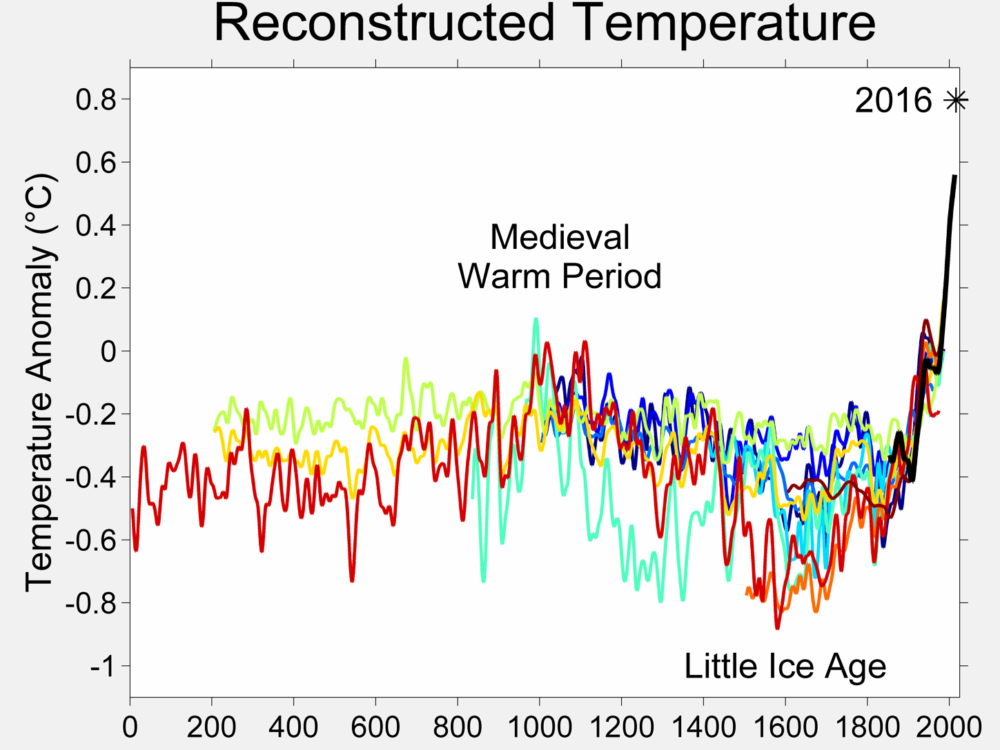 Reconstructed Temperature
Temperature Anomaly (°C)
0.8
0.6
0.4
0.2
0
-0.2
-0.4
-0.6
-0.8
-1
2016
Medieval
Warm Period
Little Ice Age
0 200 400 600 800 1000 1200 1400 1600 1800 2000